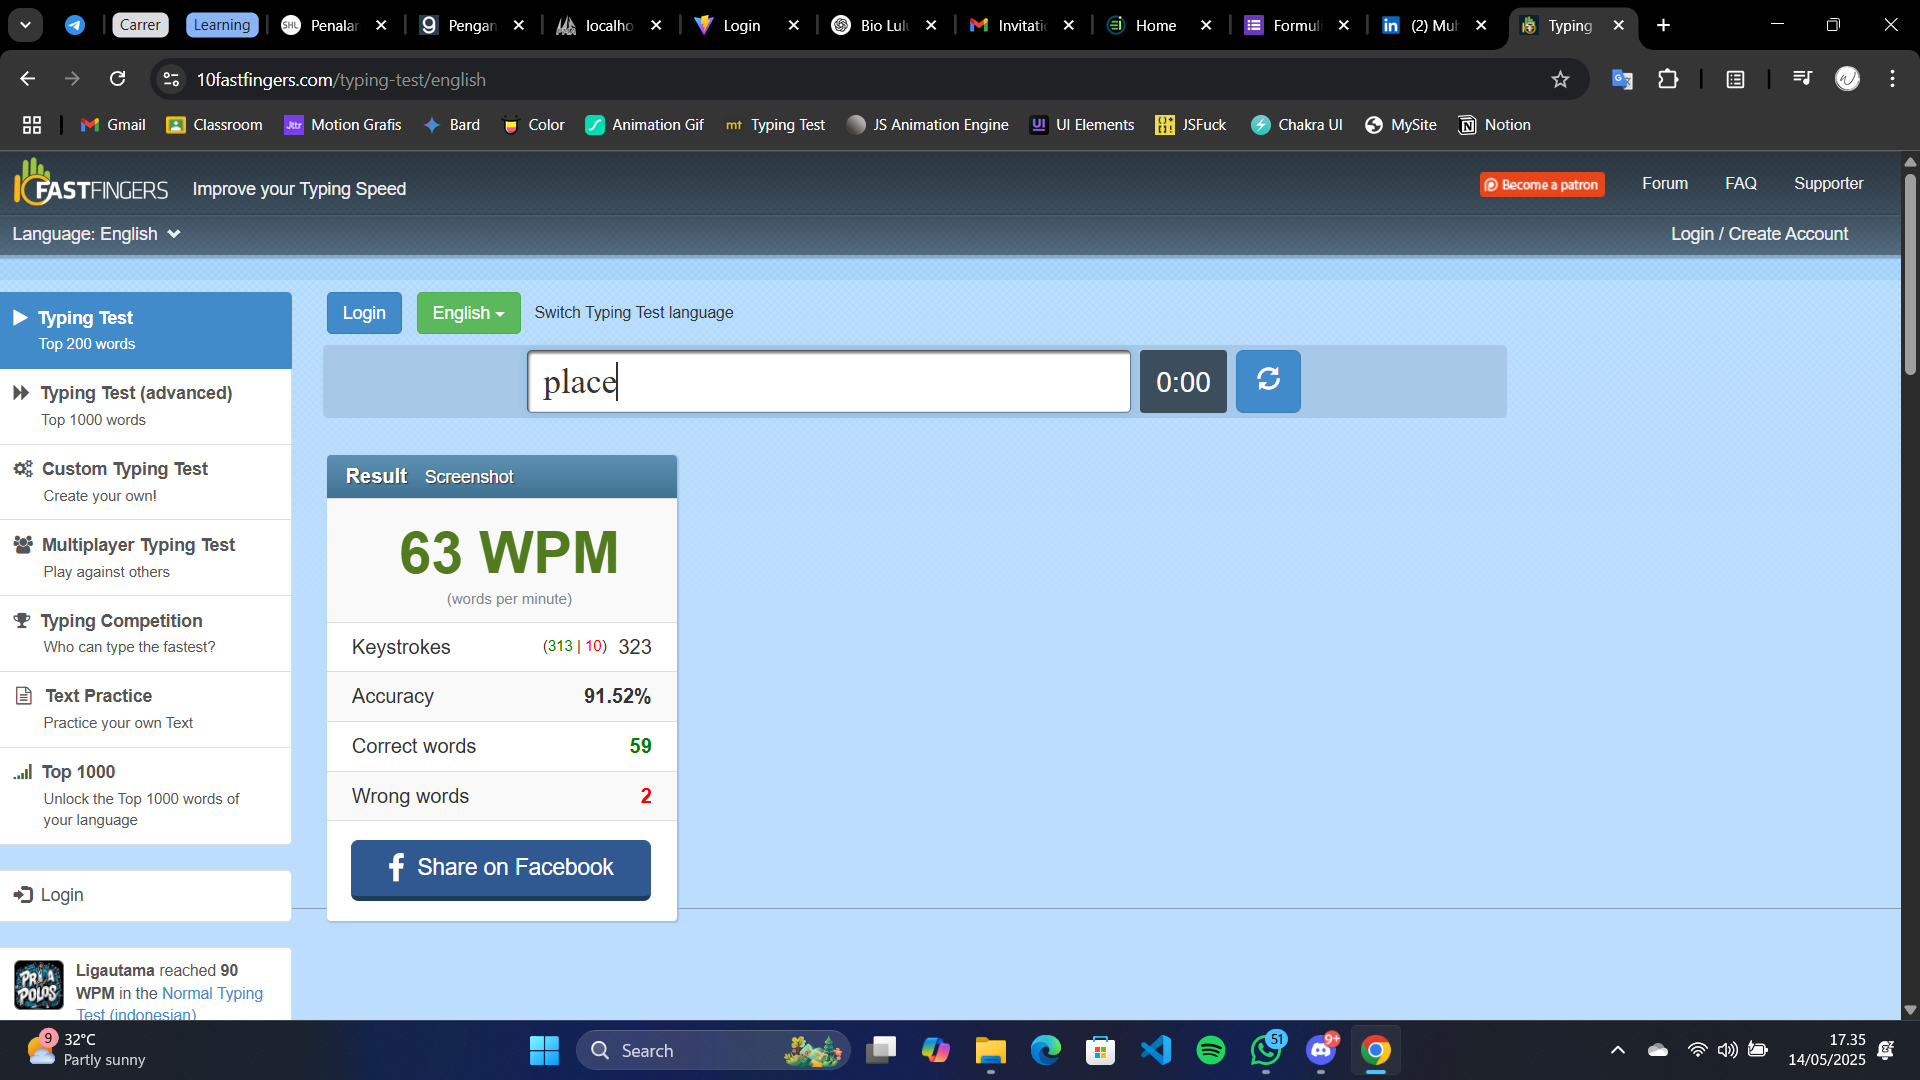 Carrer
Learning
SHL
Penalar
Pengan
localho
Login
Bio Lulu
Invitatio
Home
Formuli
(2) Muh
Typing
10fastfingers.com/typing-test/english
Gmail
Classroom
Jttr
Motion Grafis
Bard
Color
Animation Gif
mt
Typing Test
JS Animation Engine
UI
UI Elements
JSFuck
Chakra UI
MySite
Notion
10FASTFINGERS
Improve your Typing Speed
Become a patron
Forum
FAQ
Supporter
Language: English
Login / Create Account
Typing Test
Top 200 words
Typing Test (advanced)
Top 1000 words
Custom Typing Test
Create your own!
Multiplayer Typing Test
Play against others
Typing Competition
Who can type the fastest?
Text Practice
Practice your own Text
Top 1000
Unlock the Top 1000 words of
your language
Login
PRIA
POLOS
Ligautama reached 90
WPM in the Normal Typing
Test (indonesian)
Login
English
Switch Typing Test language
place
0:00
Result Screenshot
63 WPM
(words per minute)
Keystrokes (313 | 10) 323
Accuracy 91.52%
Correct words 59
Wrong words 2
Share on Facebook
9
32°C
Partly sunny
Search
51
9+
17.35
14/05/2025